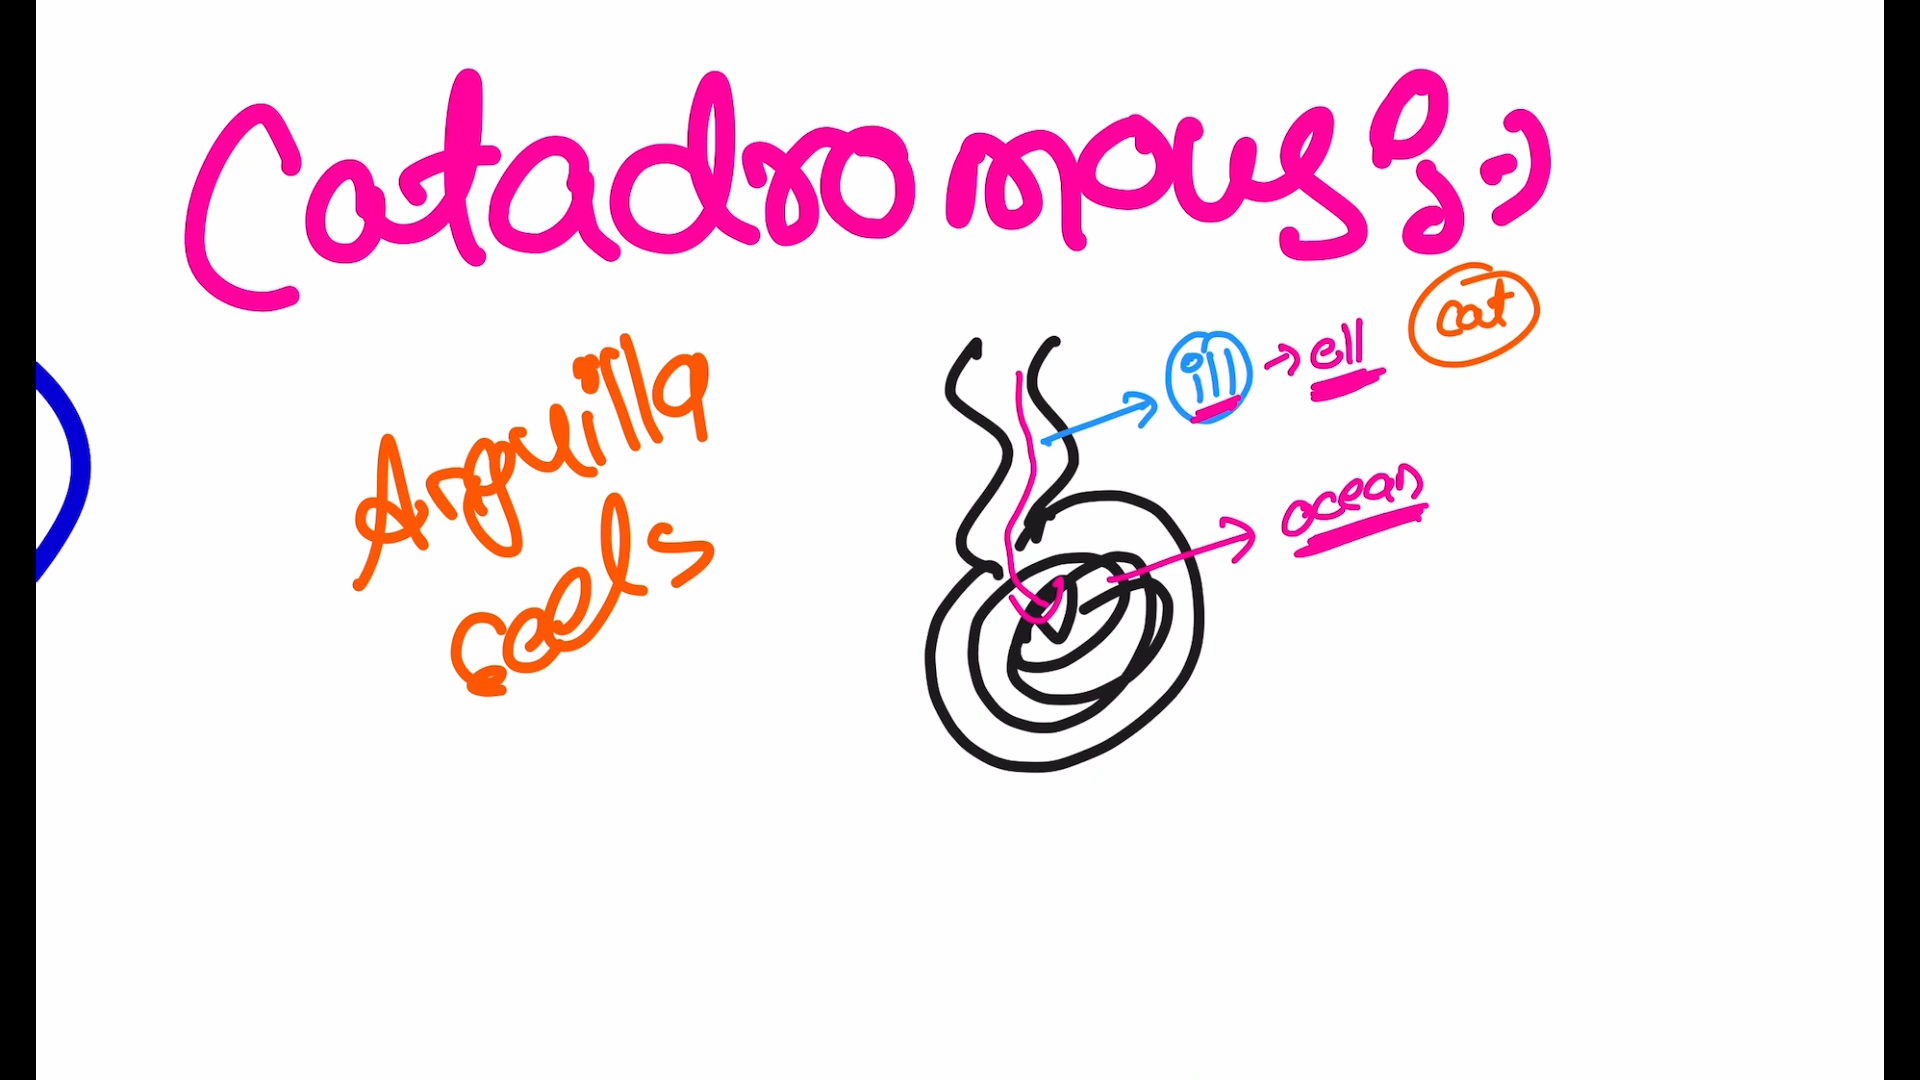 Catadromous :-)
Anguilla
eels
ill → ell
cat
ocean